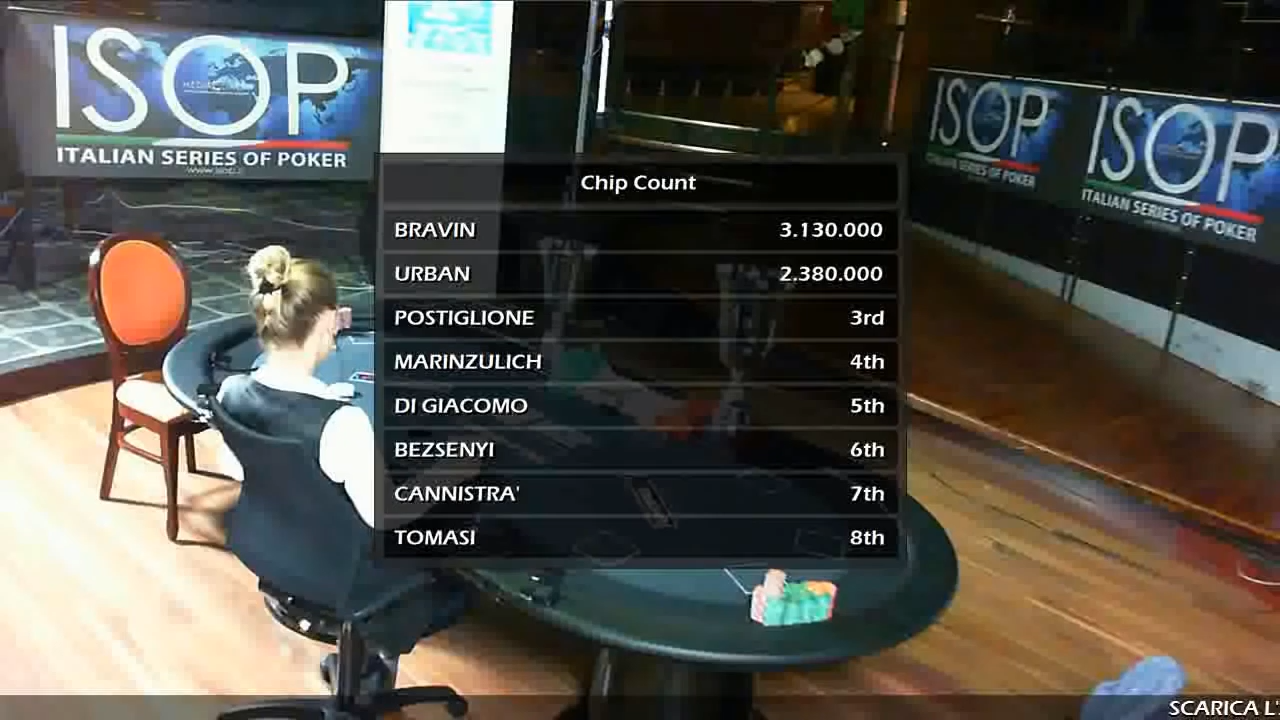 ISOP
ITALIAN SERIES OF POKER
ISOP
ITALIAN SERIES OF POKER
ISOP
ITALIAN SERIES OF POKER
Chip Count
BRAVIN 3.130.000
URBAN 2.380.000
POSTIGLIONE 3rd
MARINZULICH 4th
DI GIACOMO 5th
BEZSENYI 6th
CANNISTRA' 7th
TOMASI 8th
SCARICA